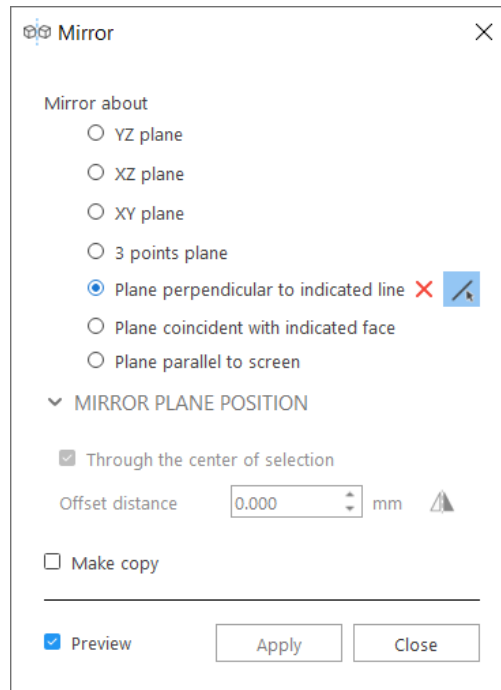 Mirror
Mirror about
YZ plane
XZ plane
XY plane
3 points plane
Plane perpendicular to indicated line
Plane coincident with indicated face
Plane parallel to screen
MIRROR PLANE POSITION
Through the center of selection
Offset distance 0.000 mm
Make copy
Preview Apply Close